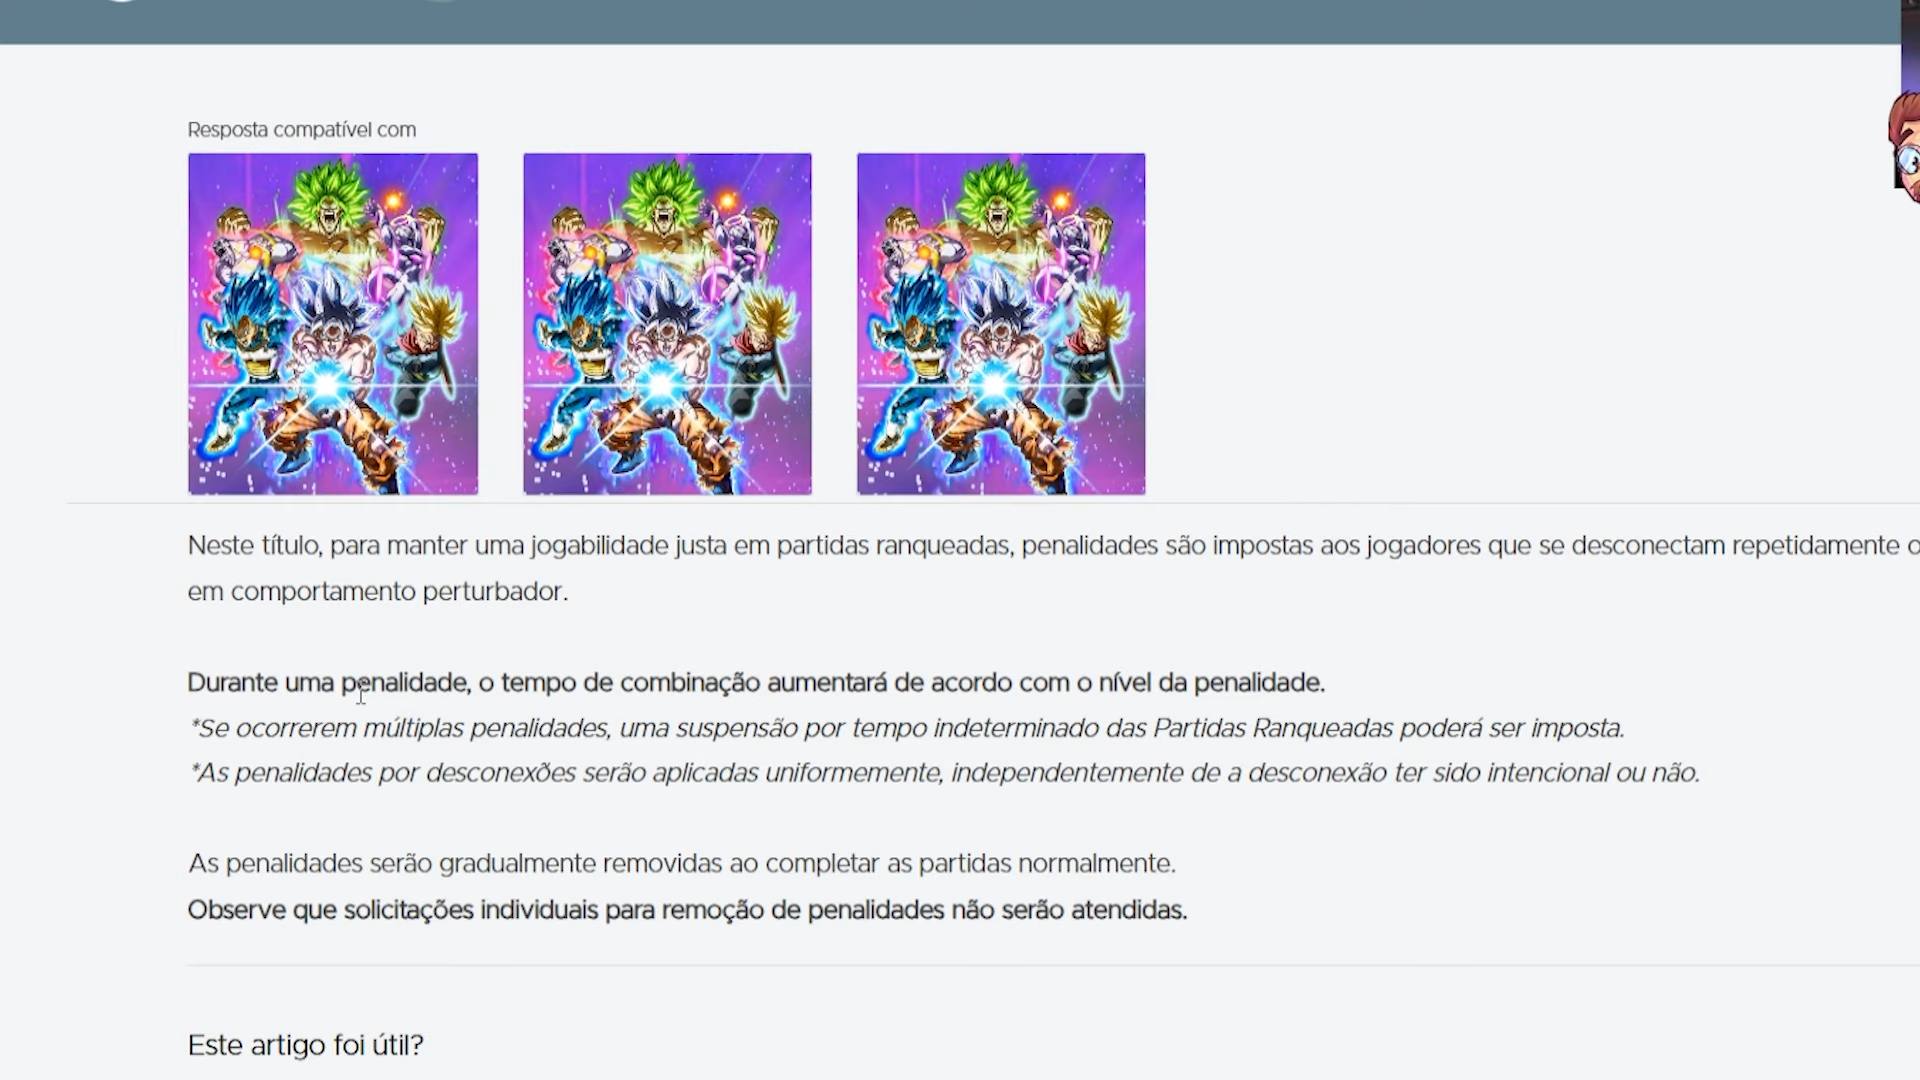 Resposta compatível com
Neste título, para manter uma jogabilidade justa em partidas ranqueadas, penalidades são impostas aos jogadores que se desconectam repetidamente
em comportamento perturbador.
Durante uma penalidade, o tempo de combinação aumentará de acordo com o nível da penalidade.
*Se ocorrerem múltiplas penalidades, uma suspensão por tempo indeterminado das Partidas Ranqueadas poderá ser imposta.
*As penalidades por desconexões serão aplicadas uniformemente, independentemente de a desconexão ter sido intencional ou não.
As penalidades serão gradualmente removidas ao completar as partidas normalmente.
Observe que solicitações individuais para remoção de penalidades não serão atendidas.
Este artigo foi útil?